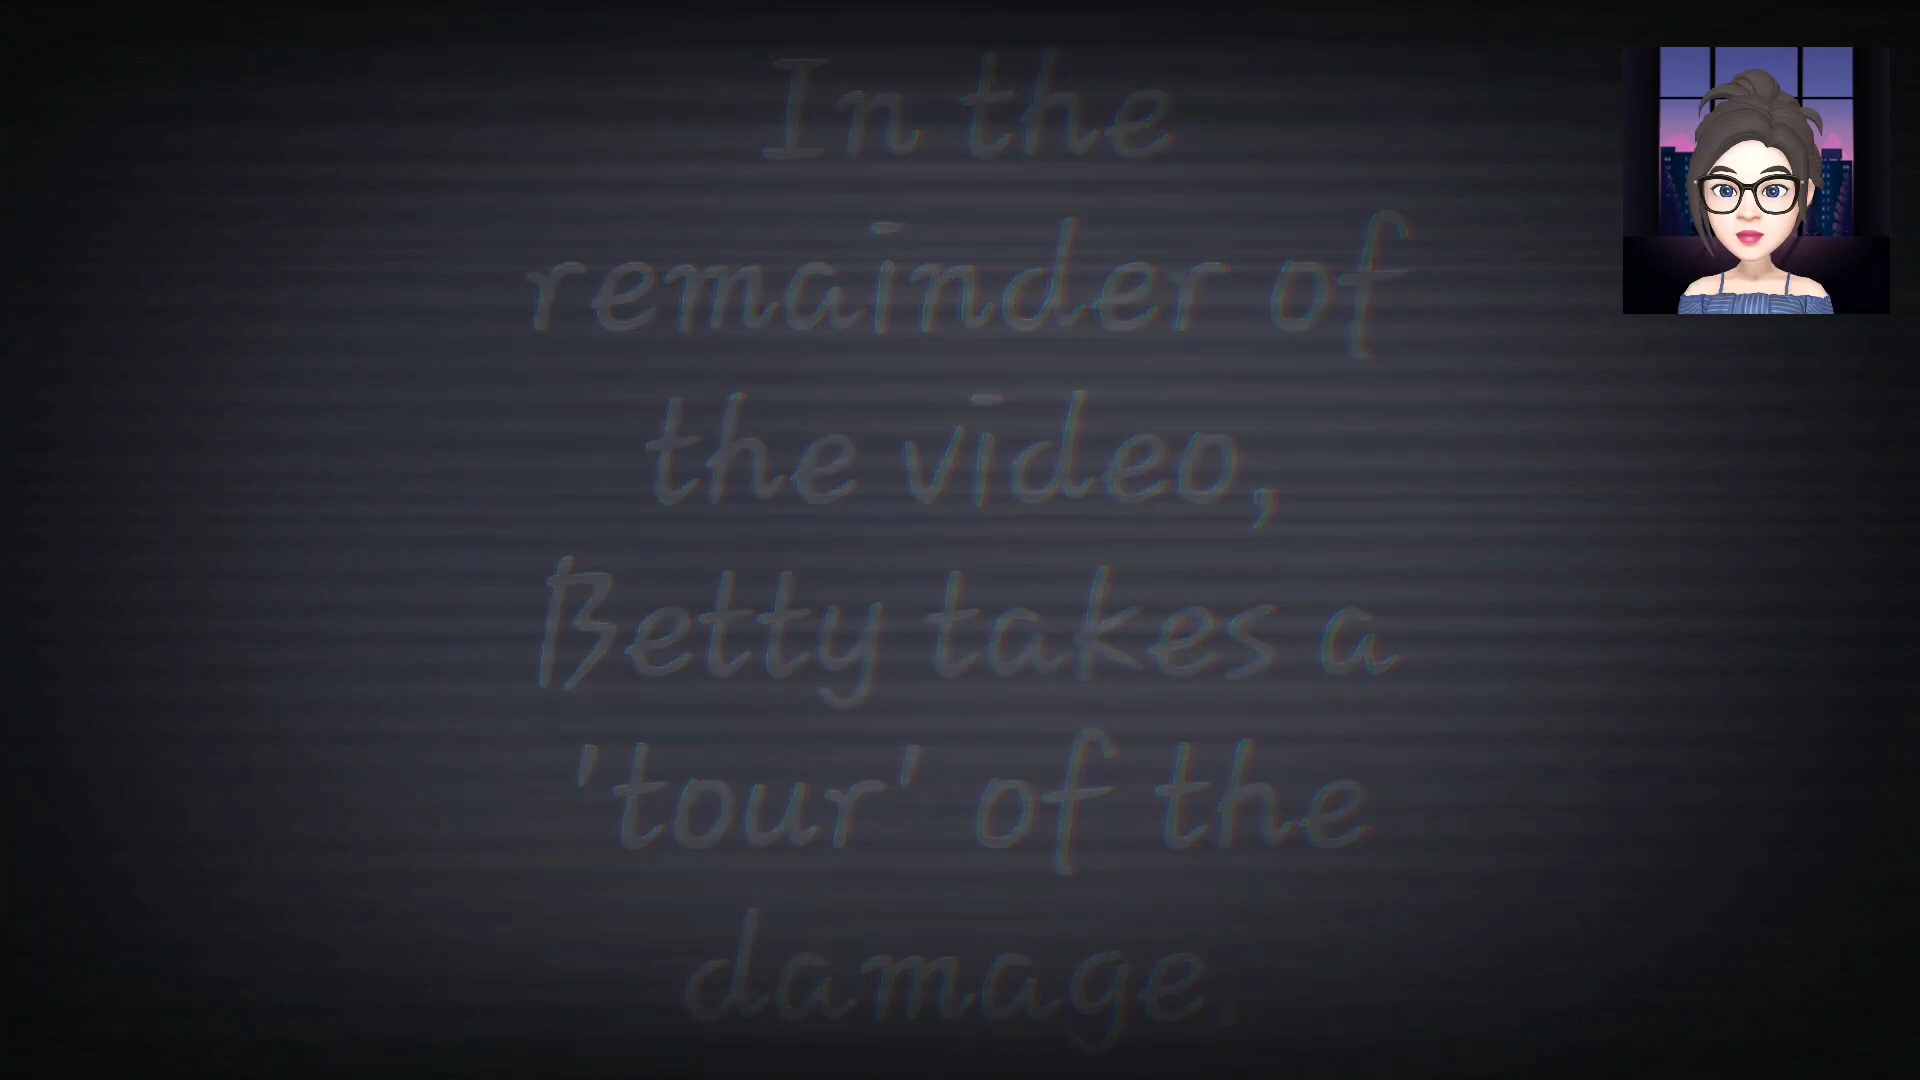 In the
remainder of
the video,
Betty takes a
'tour' of the
damage.